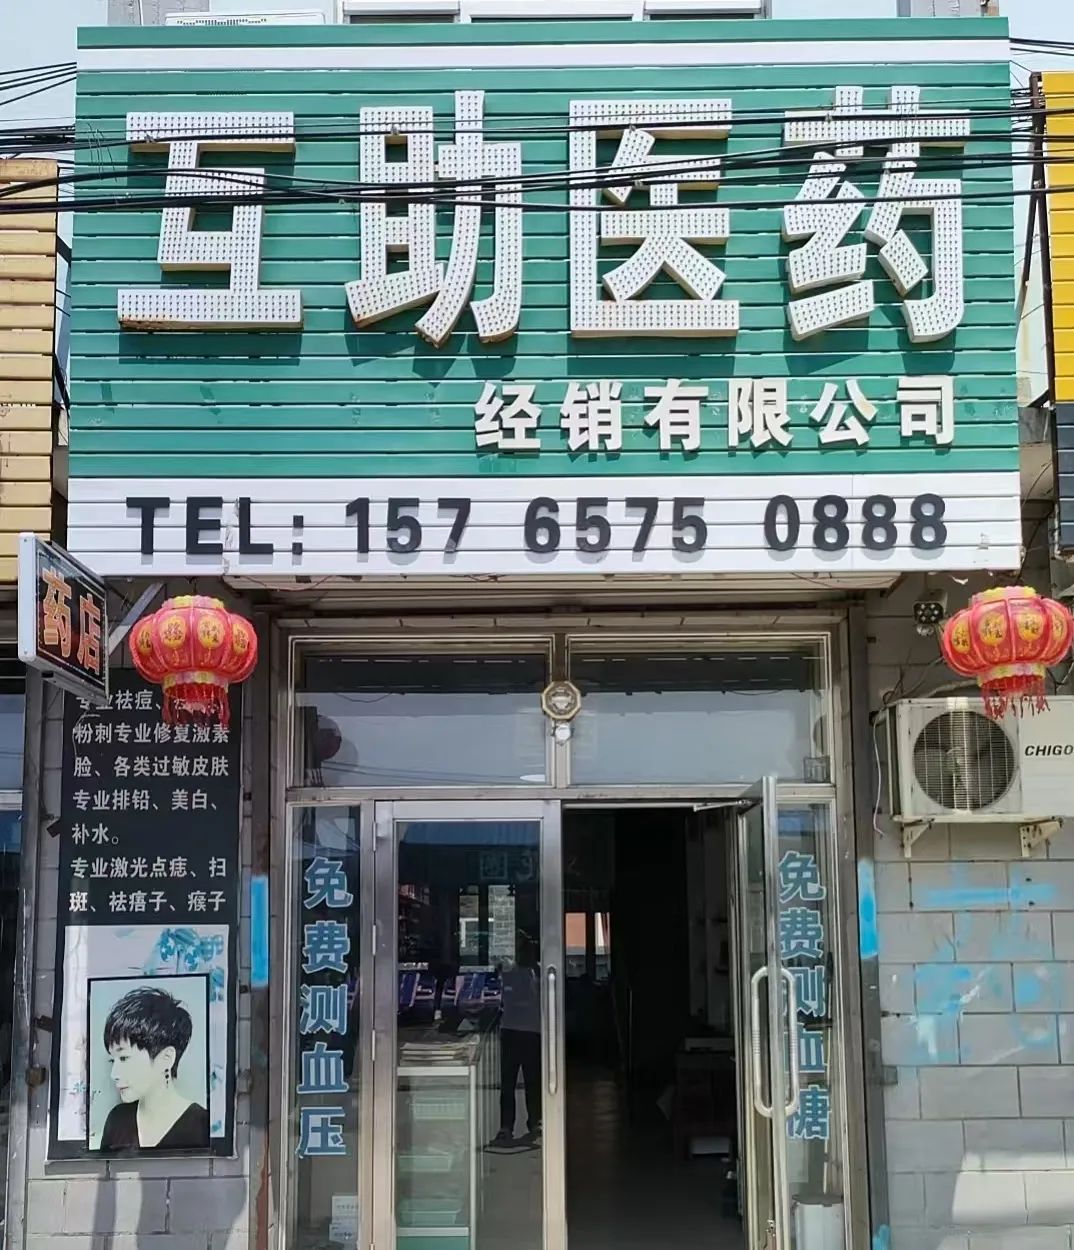 互助医药
经销有限公司
TEL: 157 6575 0888
药店
专业祛痘、
粉刺专业修复激素
脸、各类过敏皮肤
专业排铅、美白、
补水。
专业激光点痣、扫
斑、祛痦子、瘊子
免费测血压
免费测血糖
CHIGO